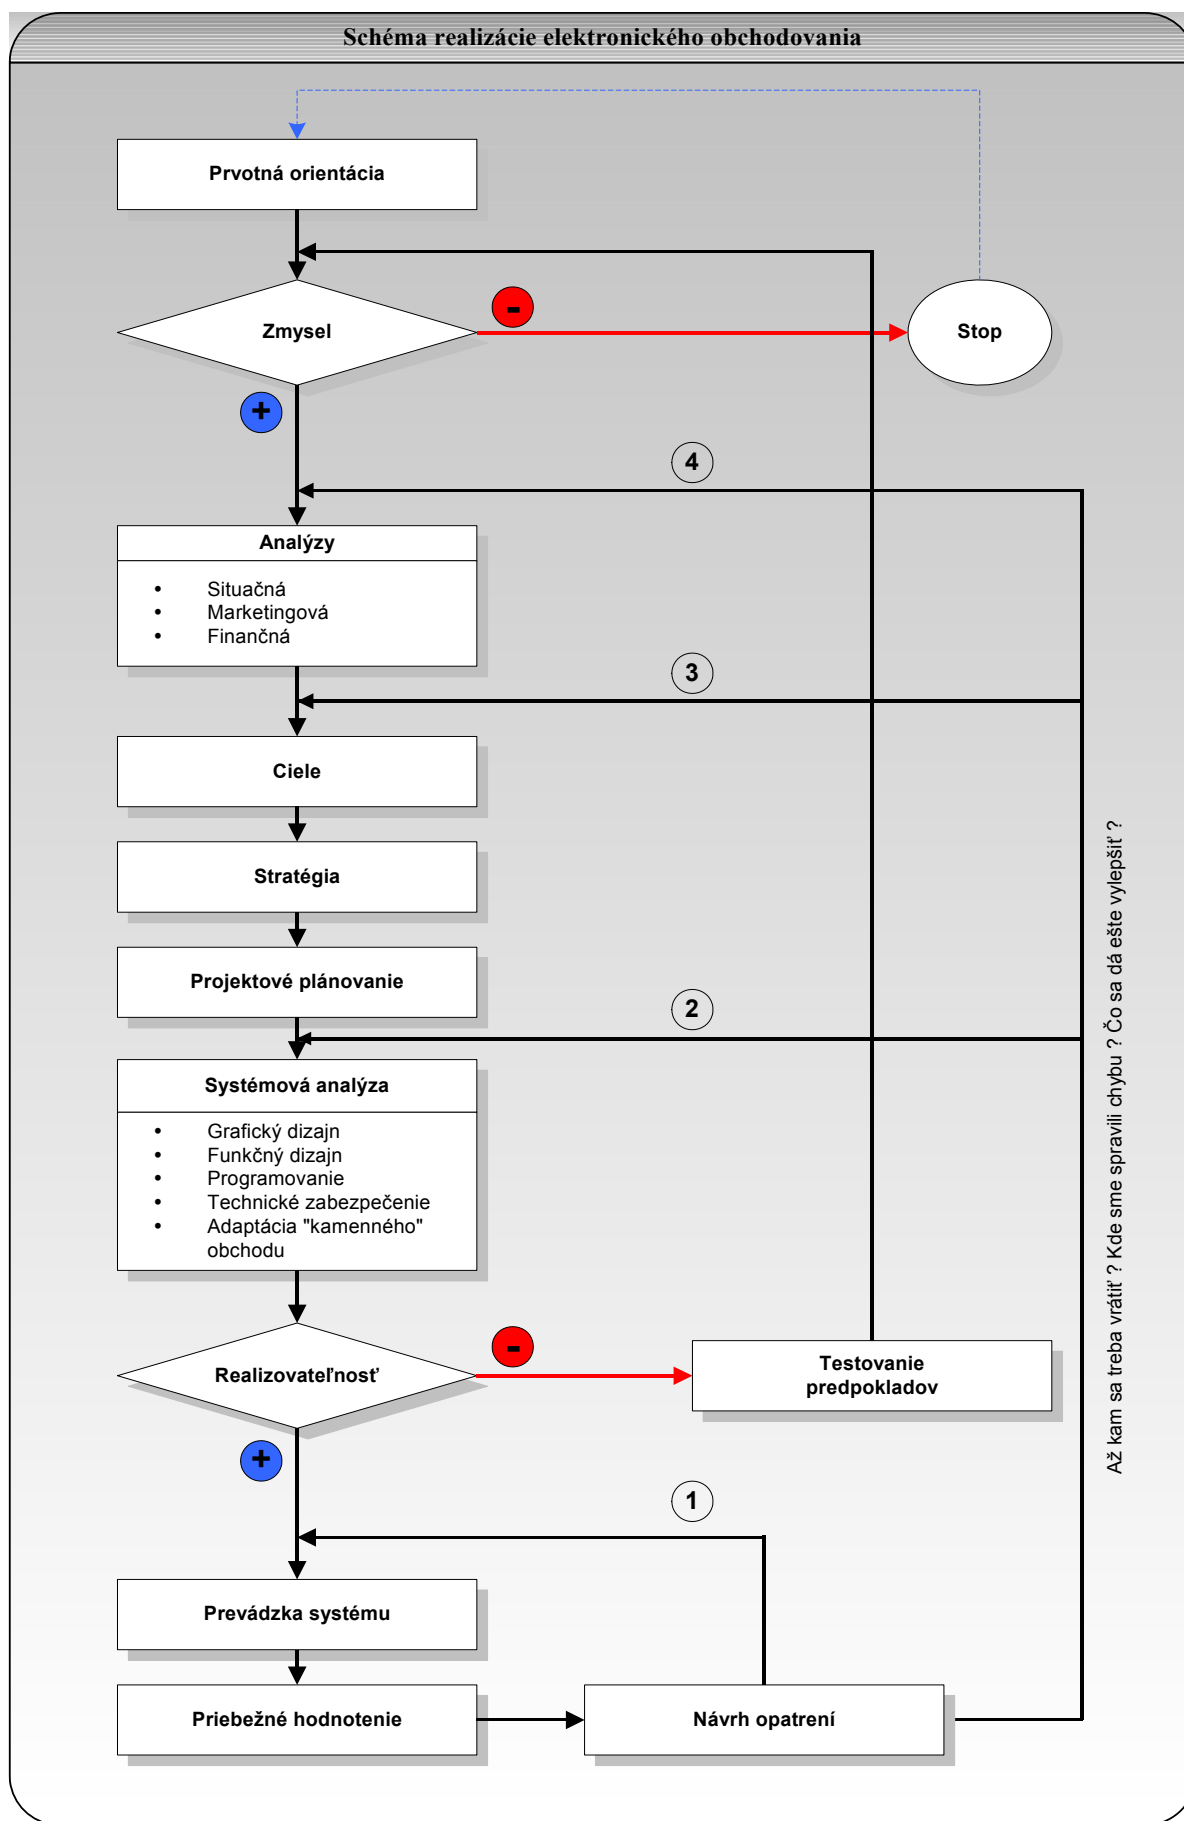 Schéma realizácie elektronického obchodovania
Prvotná orientácia
-
Zmysel
Stop
+
4
Analýzy
• Situačná
• Marketingová
• Finančná
3
Ciele
Stratégia
Projektové plánovanie
2
Systémová analýza
• Grafický dizajn
• Funkčný dizajn
• Programovanie
• Technické zabezpečenie
• Adaptácia "kamenného"
obchodu
-
Realizovateľnosť
Testovanie
predpokladov
+
1
Prevádzka systému
Priebežné hodnotenie
Návrh opatrení
Až kam sa treba vrátiť ? Kde sme spravili chybu ? Čo sa dá ešte vylepšiť ?